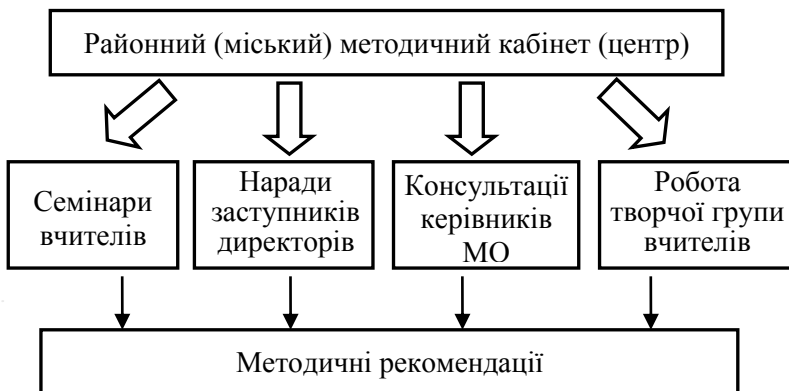 Районний (міський) методичний кабінет (центр)
Семінари
вчителів
Наради
заступників
директорів
Консультації
керівників
МО
Робота
творчої групи
вчителів
Методичні рекомендації